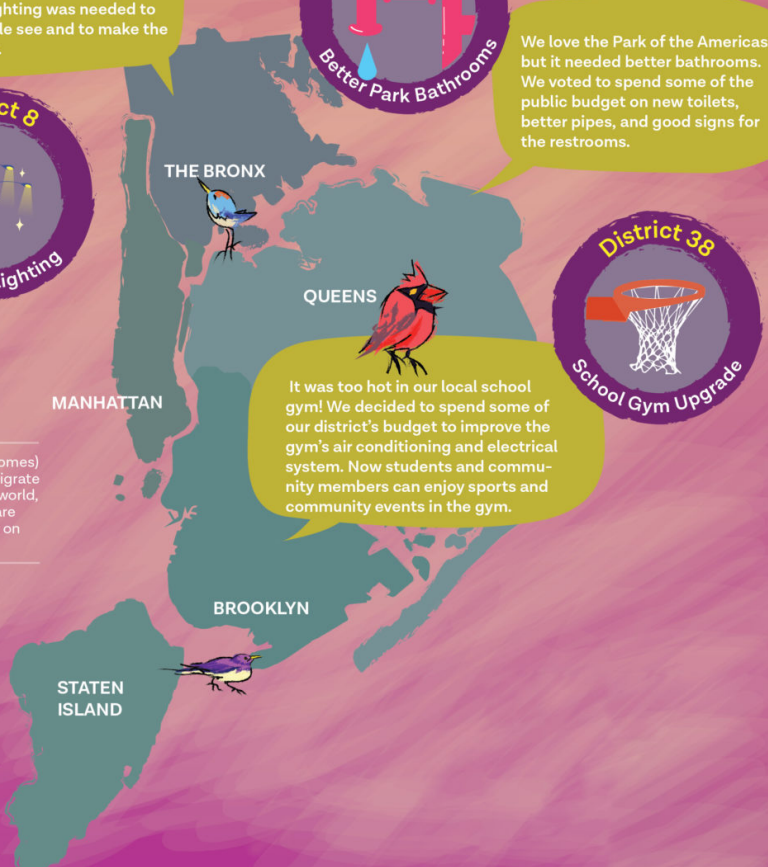 ghting was needed to
le see and to make the
Better Park Bathrooms
We love the Park of the Americas
but it needed better bathrooms.
We voted to spend some of the
public budget on new toilets,
better pipes, and good signs for
the restrooms.
ct 8
ighting
THE BRONX
District 38
School Gym Upgrade
QUEENS
It was too hot in our local school
gym! We decided to spend some of
our district's budget to improve the
gym's air conditioning and electrical
system. Now students and commu-
nity members can enjoy sports and
community events in the gym.
MANHATTAN
omes)
igrate
world,
are
on
BROOKLYN
STATEN
ISLAND